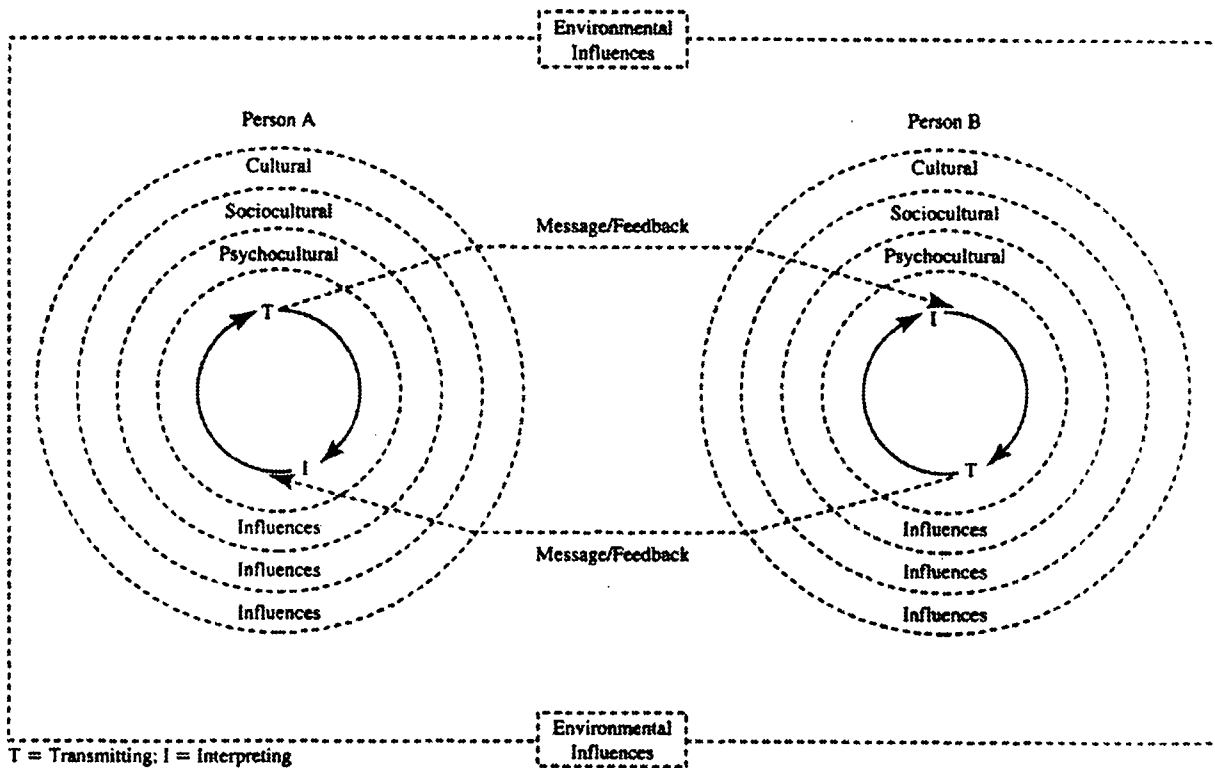 Environmental
Influences
Person A
Person B
Cultural
Cultural
Sociocultural
Sociocultural
Message/Feedback
Psychocultural
Psychocultural
T
I
I
T
Influences
Influences
Message/Feedback
Influences
Influences
Influences
Influences
Environmental
Influences
T = Transmitting; I = Interpreting